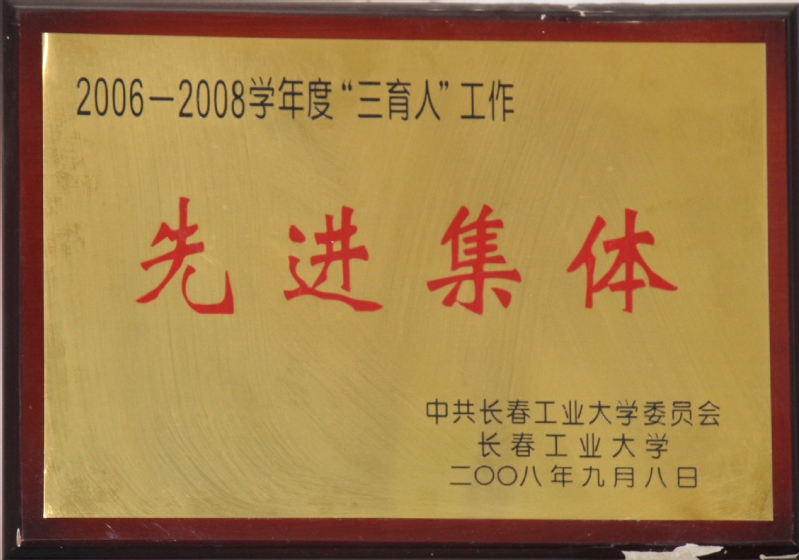 2006－2008学年度“三育人”工作
先进集体
中共长春工业大学委员会
长春工业大学
二〇〇八年九月八日